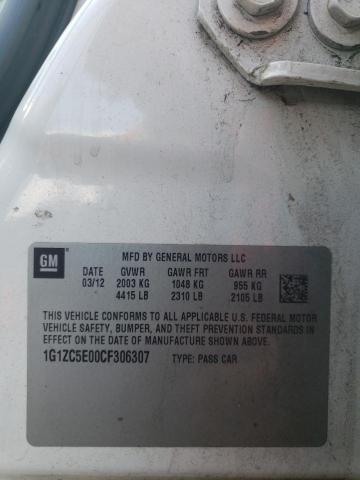 GM
MFD BY GENERAL MOTORS LLC
DATE GVWR GAWR FRT GAWR RR
03/12 2003 KG 1048 KG 955 KG
4415 LB 2310 LB 2105 LB
THIS VEHICLE CONFORMS TO ALL APPLICABLE U.S. FEDERAL MOTOR
VEHICLE SAFETY, BUMPER, AND THEFT PREVENTION STANDARDS
IN EFFECT ON THE DATE OF MANUFACTURE SHOWN ABOVE.
1G1ZC5E00CF306307 TYPE: PASS CAR